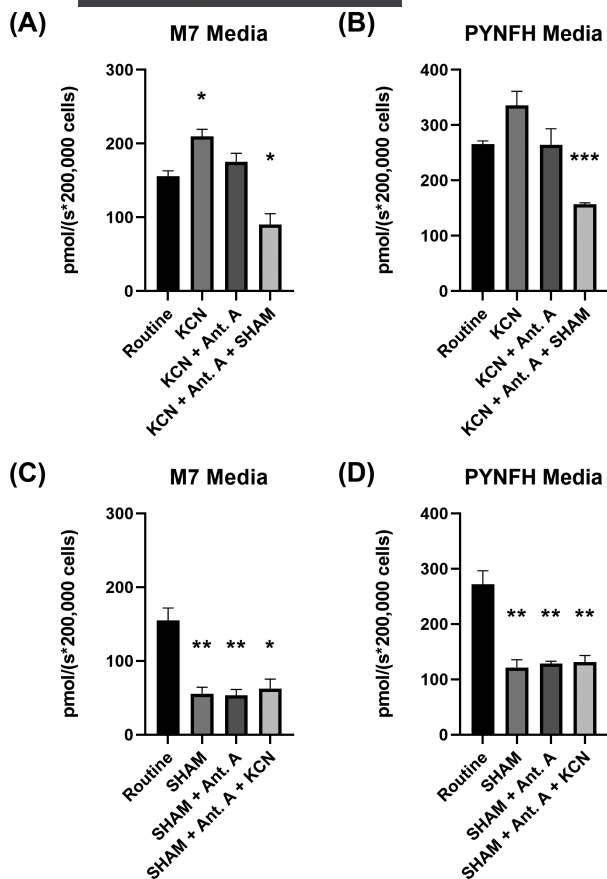 (A)
M7 Media
pmol/(s*200,000 cells)
300
200
100
0
*
*
Routine
KCN
KCN + Ant. A
KCN + Ant. A + SHAM
(B)
PYNFH Media
pmol/(s*200,000 cells)
400
300
200
100
0
***
Routine
KCN
KCN + Ant. A
KCN + Ant. A + SHAM
(C)
M7 Media
pmol/(s*200,000 cells)
300
200
100
0
**
**
*
Routine
SHAM
SHAM + Ant. A
SHAM + Ant. A + KCN
(D)
PYNFH Media
pmol/(s*200,000 cells)
400
300
200
100
0
**
**
**
Routine
SHAM
SHAM + Ant. A
SHAM + Ant. A + KCN